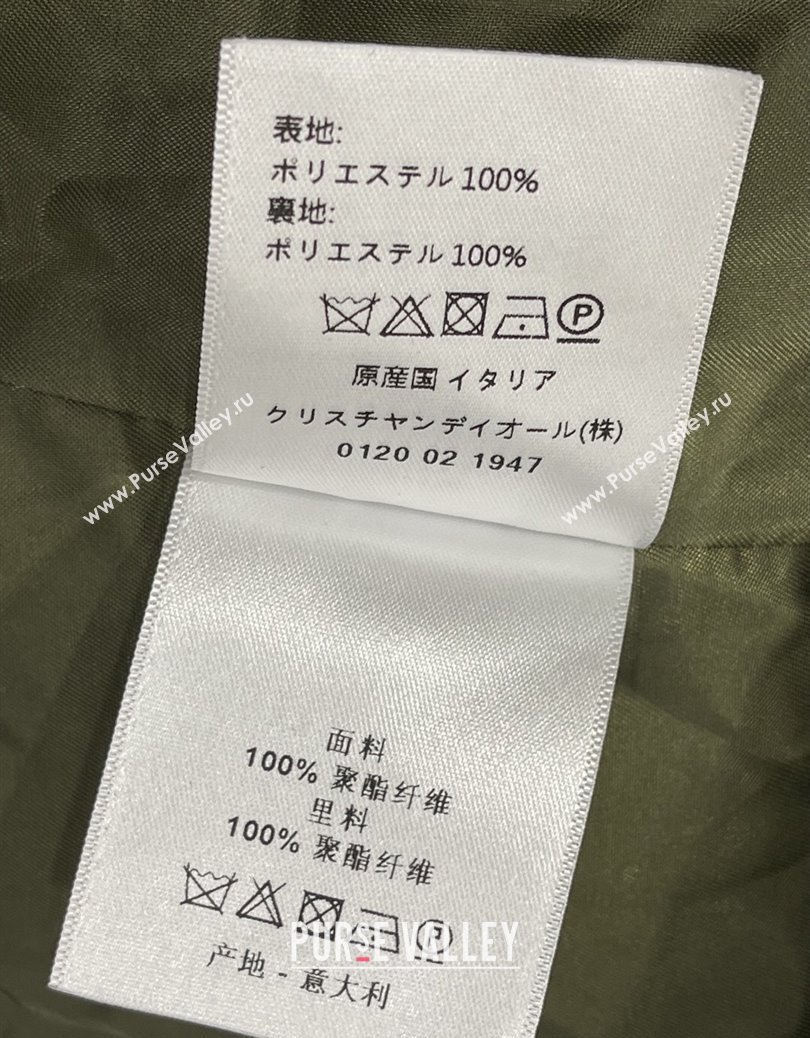 表地:
ポリエステル 100%
裏地:
ポリエステル 100%
P
原産国 イタリア
クリスチャンディオール(株)
0120 02 1947
www.PurseValley.ru
www.PurseValley.ru
面料
100% 聚酯纤维
里料
100% 聚酯纤维
P
PURSE VALLEY
产地 - 意大利